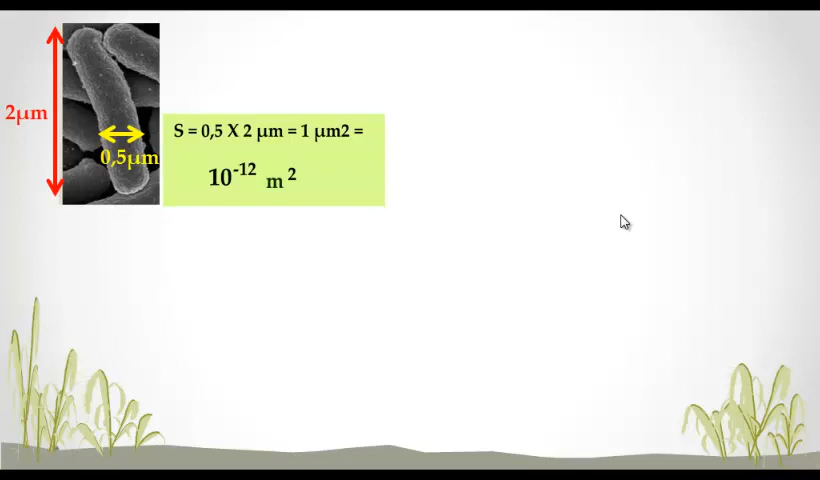 2µm
0,5µm
S = 0,5 X 2 µm = 1 µm2 =
10⁻¹² m ²